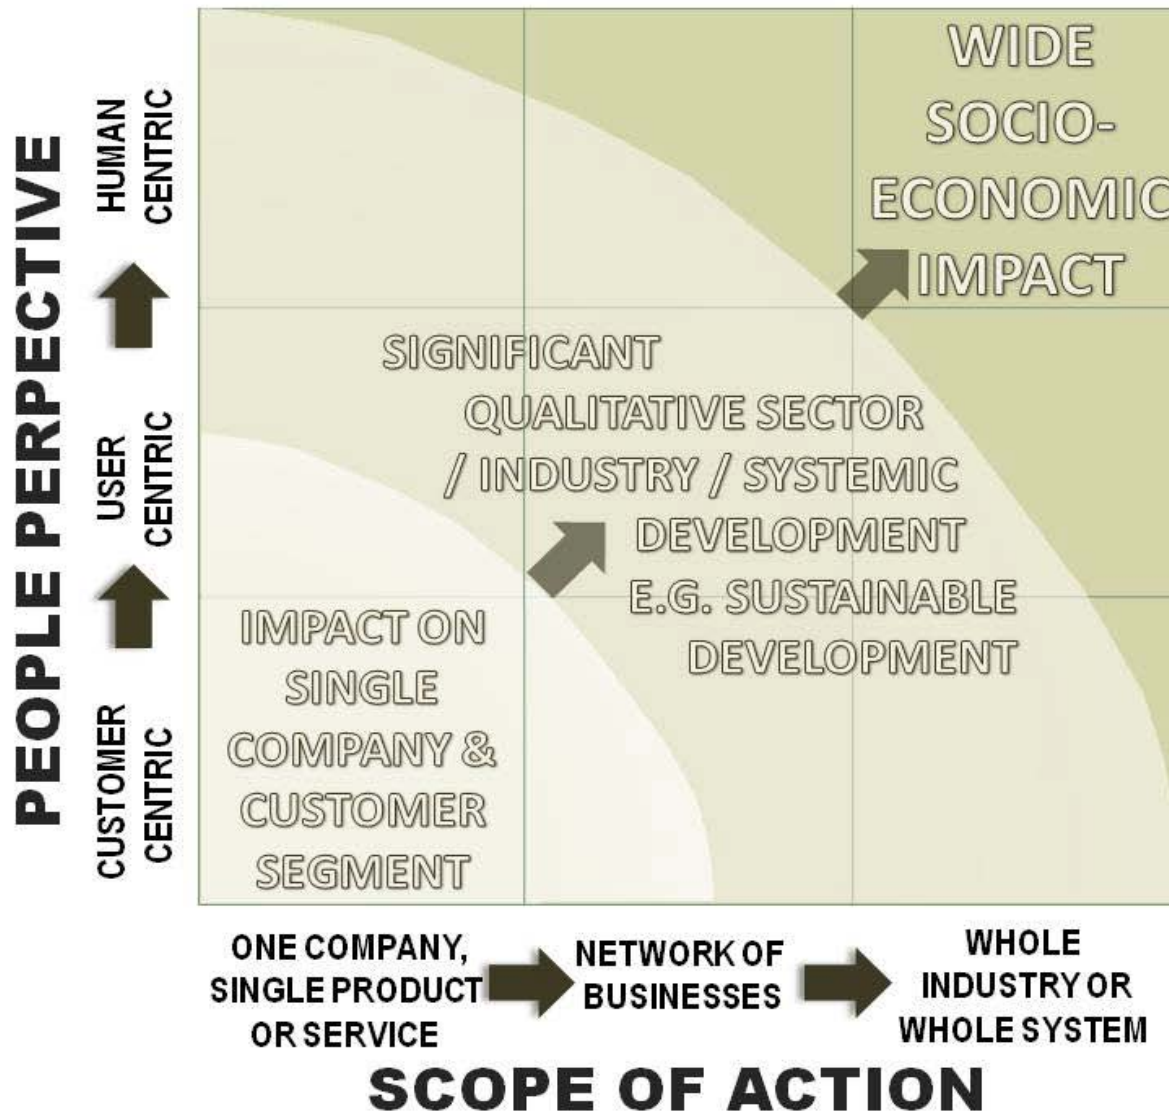 PEOPLE PERPECTIVE
HUMAN
CENTRIC
USER
CENTRIC
CUSTOMER
CENTRIC
WIDE
SOCIO-
ECONOMIC
IMPACT
SIGNIFICANT
QUALITATIVE SECTOR
/ INDUSTRY / SYSTEMIC
DEVELOPMENT
E.G. SUSTAINABLE
DEVELOPMENT
IMPACT ON
SINGLE
COMPANY &
CUSTOMER
SEGMENT
ONE COMPANY,
SINGLE PRODUCT
OR SERVICE
NETWORK OF
BUSINESSES
WHOLE
INDUSTRY OR
WHOLE SYSTEM
SCOPE OF ACTION